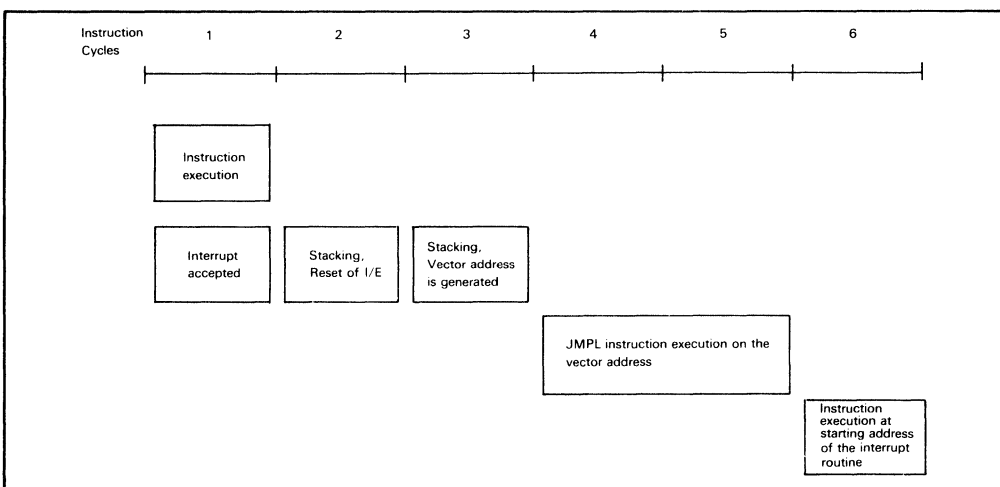 Instruction
Cycles
1 2 3 4 5 6
Instruction
execution
Interrupt
accepted
Stacking,
Reset of I/E
Stacking,
Vector address
is generated
JMPL instruction execution on the
vector address
Instruction
execution at
starting address
of the interrupt
routine